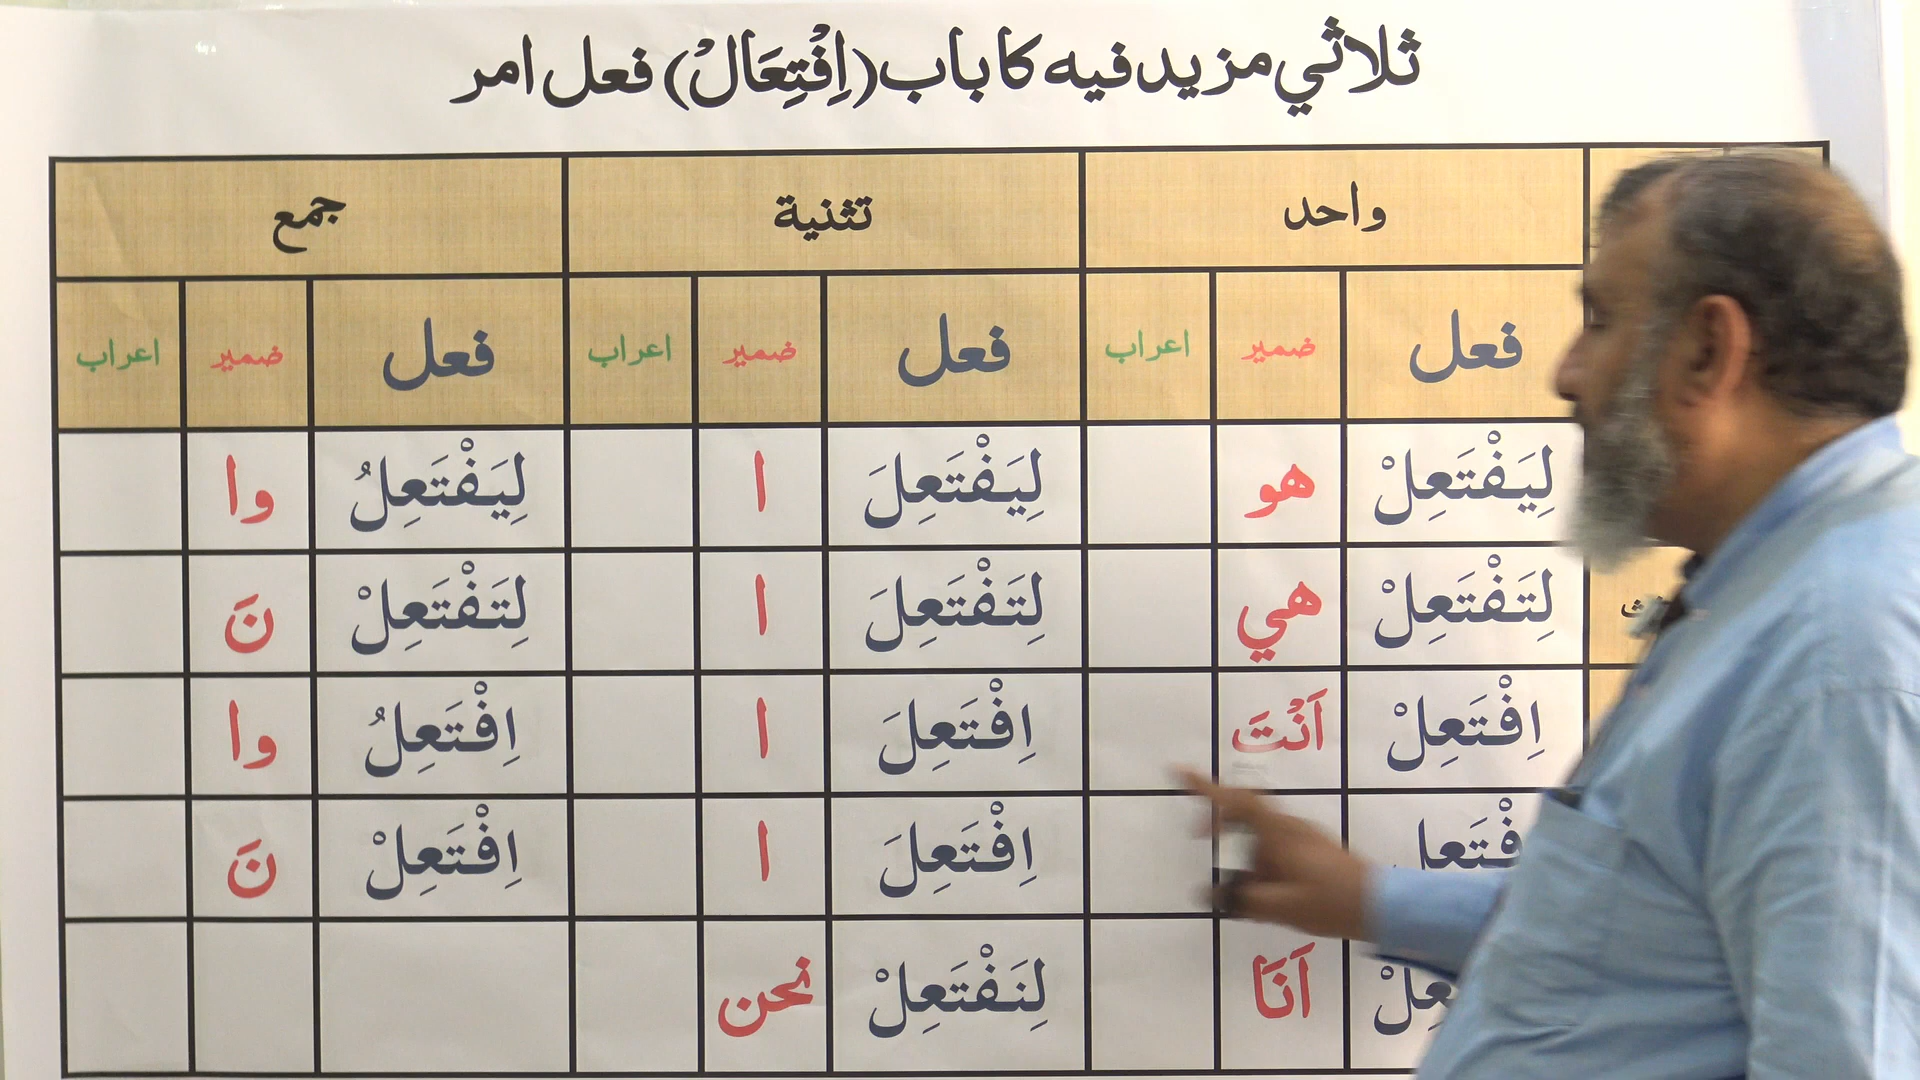 ثلاثي مزيد فيه کا باب (اِفْتِعَالْ) فعل امر
واحد تثنية جمع
فعل ضمير اعراب فعل ضمير اعراب فعل ضمير اعراب
لِيَفْتَعِلْ هو لِيَفْتَعِلَ ا لِيَفْتَعِلُ وا
لِتَفْتَعِلْ هي لِتَفْتَعِلَ ا لِتَفْتَعِلْ نَ
اِفْتَعِلْ اَنْتَ اِفْتَعِلَ ا اِفْتَعِلُ وا
اِفْتَعِلَ ا اِفْتَعِلْ نَ
اَنَا لِنَفْتَعِلْ نحن